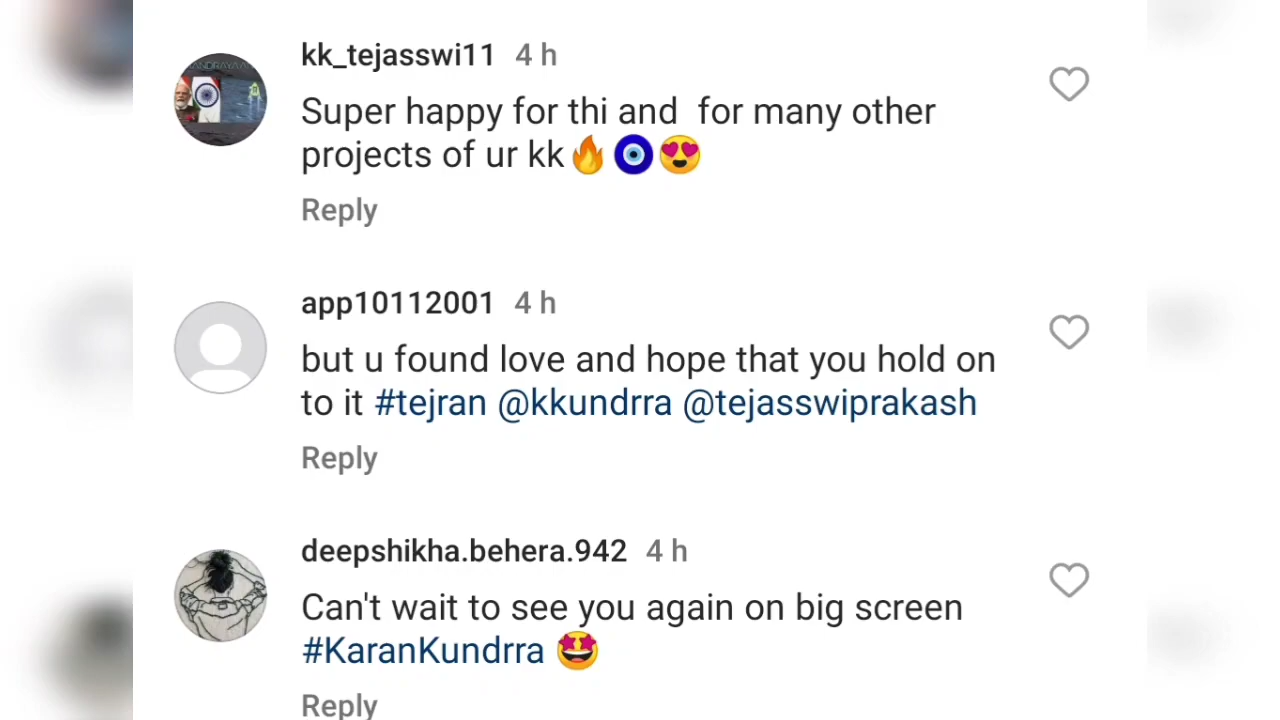 kk_tejasswi11 4 h
Super happy for thi and  for many other
projects of ur kk🔥🧿😍
Reply
app10112001 4 h
but u found love and hope that you hold on
to it #tejran @kkundrra @tejasswiprakash
Reply
deepshikha.behera.942 4 h
Can't wait to see you again on big screen
#KaranKundrra 🤩
Reply